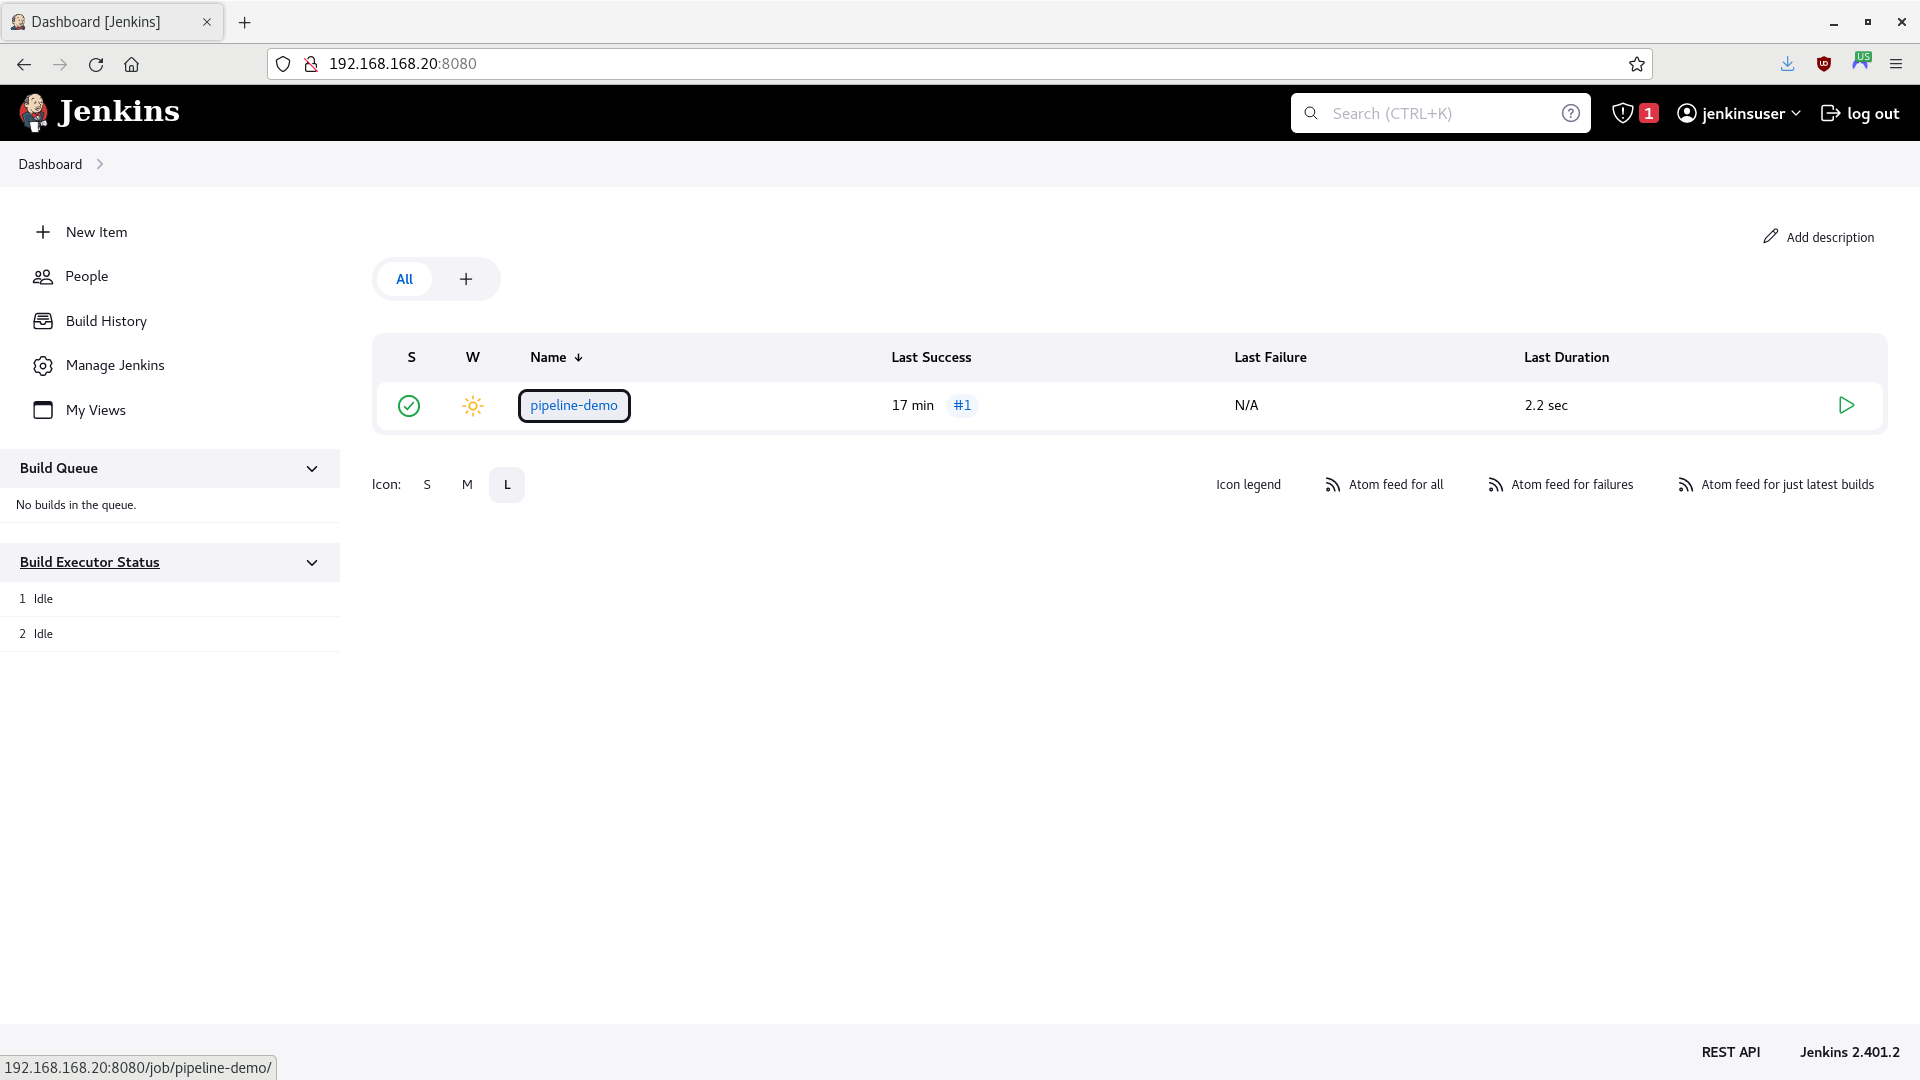 Dashboard [Jenkins]
192.168.168.20:8080
US
Jenkins
Search (CTRL+K)
1
jenkinsuser
log out
Dashboard
New Item
People
Build History
Manage Jenkins
My Views
Add description
All
S W Name ↓ Last Success Last Failure Last Duration
pipeline-demo 17 min #1 N/A 2.2 sec
Icon: S M L
Icon legend Atom feed for all Atom feed for failures Atom feed for just latest builds
Build Queue
No builds in the queue.
Build Executor Status
1 Idle
2 Idle
REST API Jenkins 2.401.2
192.168.168.20:8080/job/pipeline-demo/